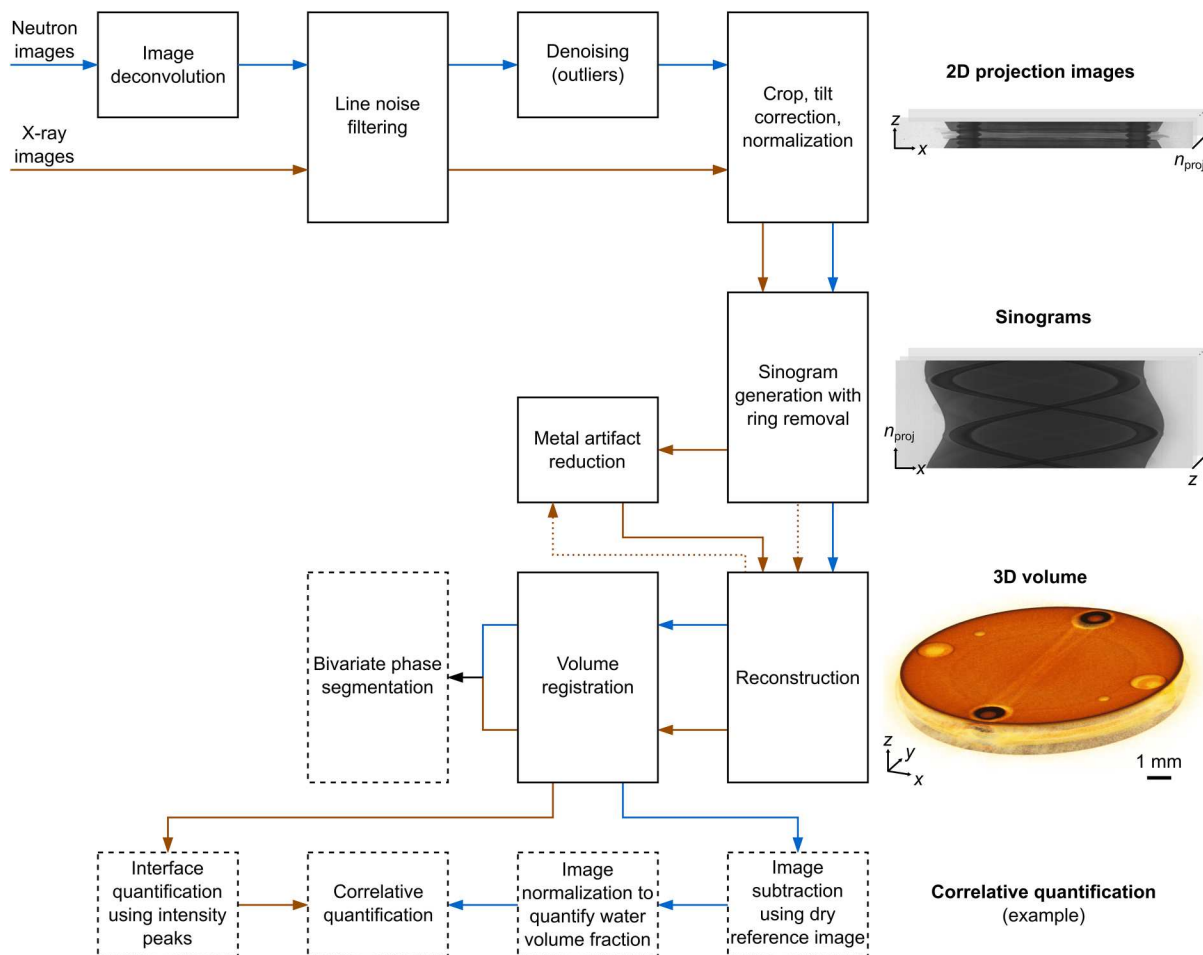 Neutron
images
Image
deconvolution
Line noise
filtering
Denoising
(outliers)
Crop, tilt
correction,
normalization
2D projection images
z
x
n_proj
X-ray
images
Sinogram
generation with
ring removal
Sinograms
n_proj
x
z
Metal artifact
reduction
Bivariate phase
segmentation
Volume
registration
Reconstruction
3D volume
z
y
x
1 mm
Interface
quantification
using intensity
peaks
Correlative
quantification
Image
normalization to
quantify water
volume fraction
Image
subtraction
using dry
reference image
Correlative quantification
(example)